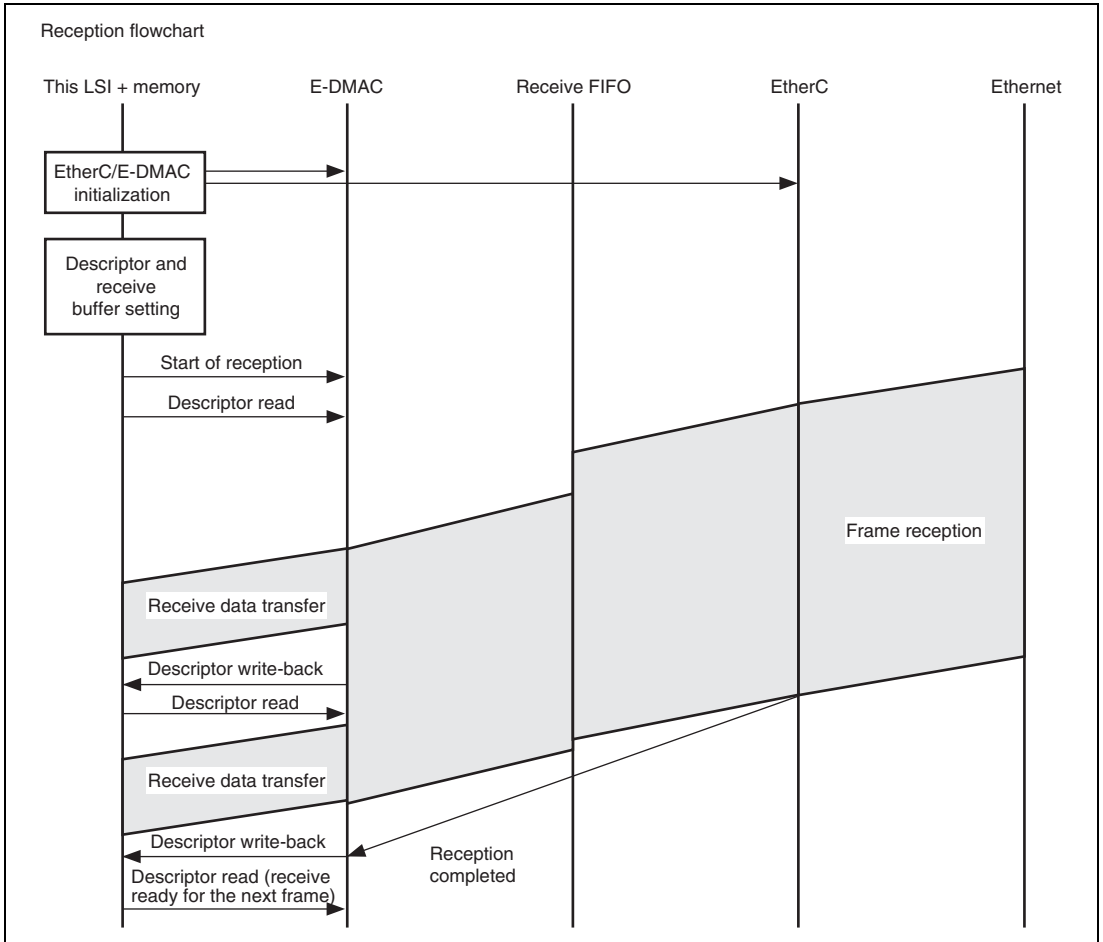 Reception flowchart
This LSI + memory
E-DMAC
Receive FIFO
EtherC
Ethernet
EtherC/E-DMAC
initialization
Descriptor and
receive
buffer setting
Start of reception
Descriptor read
Frame reception
Receive data transfer
Descriptor write-back
Descriptor read
Receive data transfer
Descriptor write-back
Reception
completed
Descriptor read (receive
ready for the next frame)